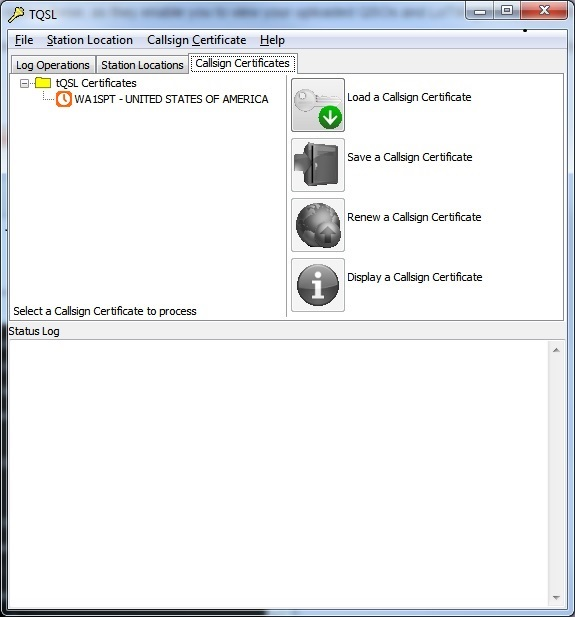 TQSL
File Station Location Callsign Certificate Help
Log Operations Station Locations Callsign Certificates
tQSL Certificates
WA1SPT - UNITED STATES OF AMERICA
Load a Callsign Certificate
Save a Callsign Certificate
Renew a Callsign Certificate
Display a Callsign Certificate
Select a Callsign Certificate to process
Status Log